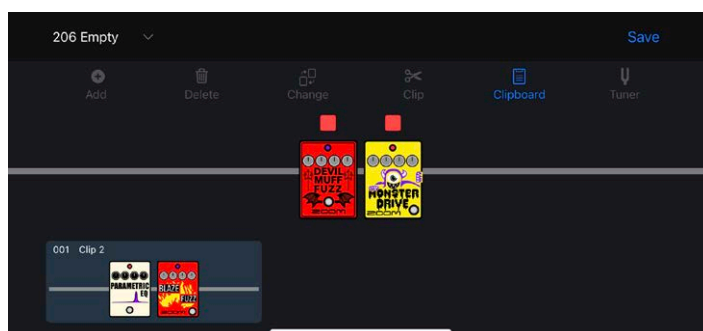 206 Empty
Save
Add
Delete
Change
Clip
Clipboard
Tuner
DEVIL
MUFF
FUZZ
ZOOM
MONSTER
DRIVE
ZOOM
001 Clip 2
PARAMETRIC
EQ
BLAZE
FUZZ
ZOOM